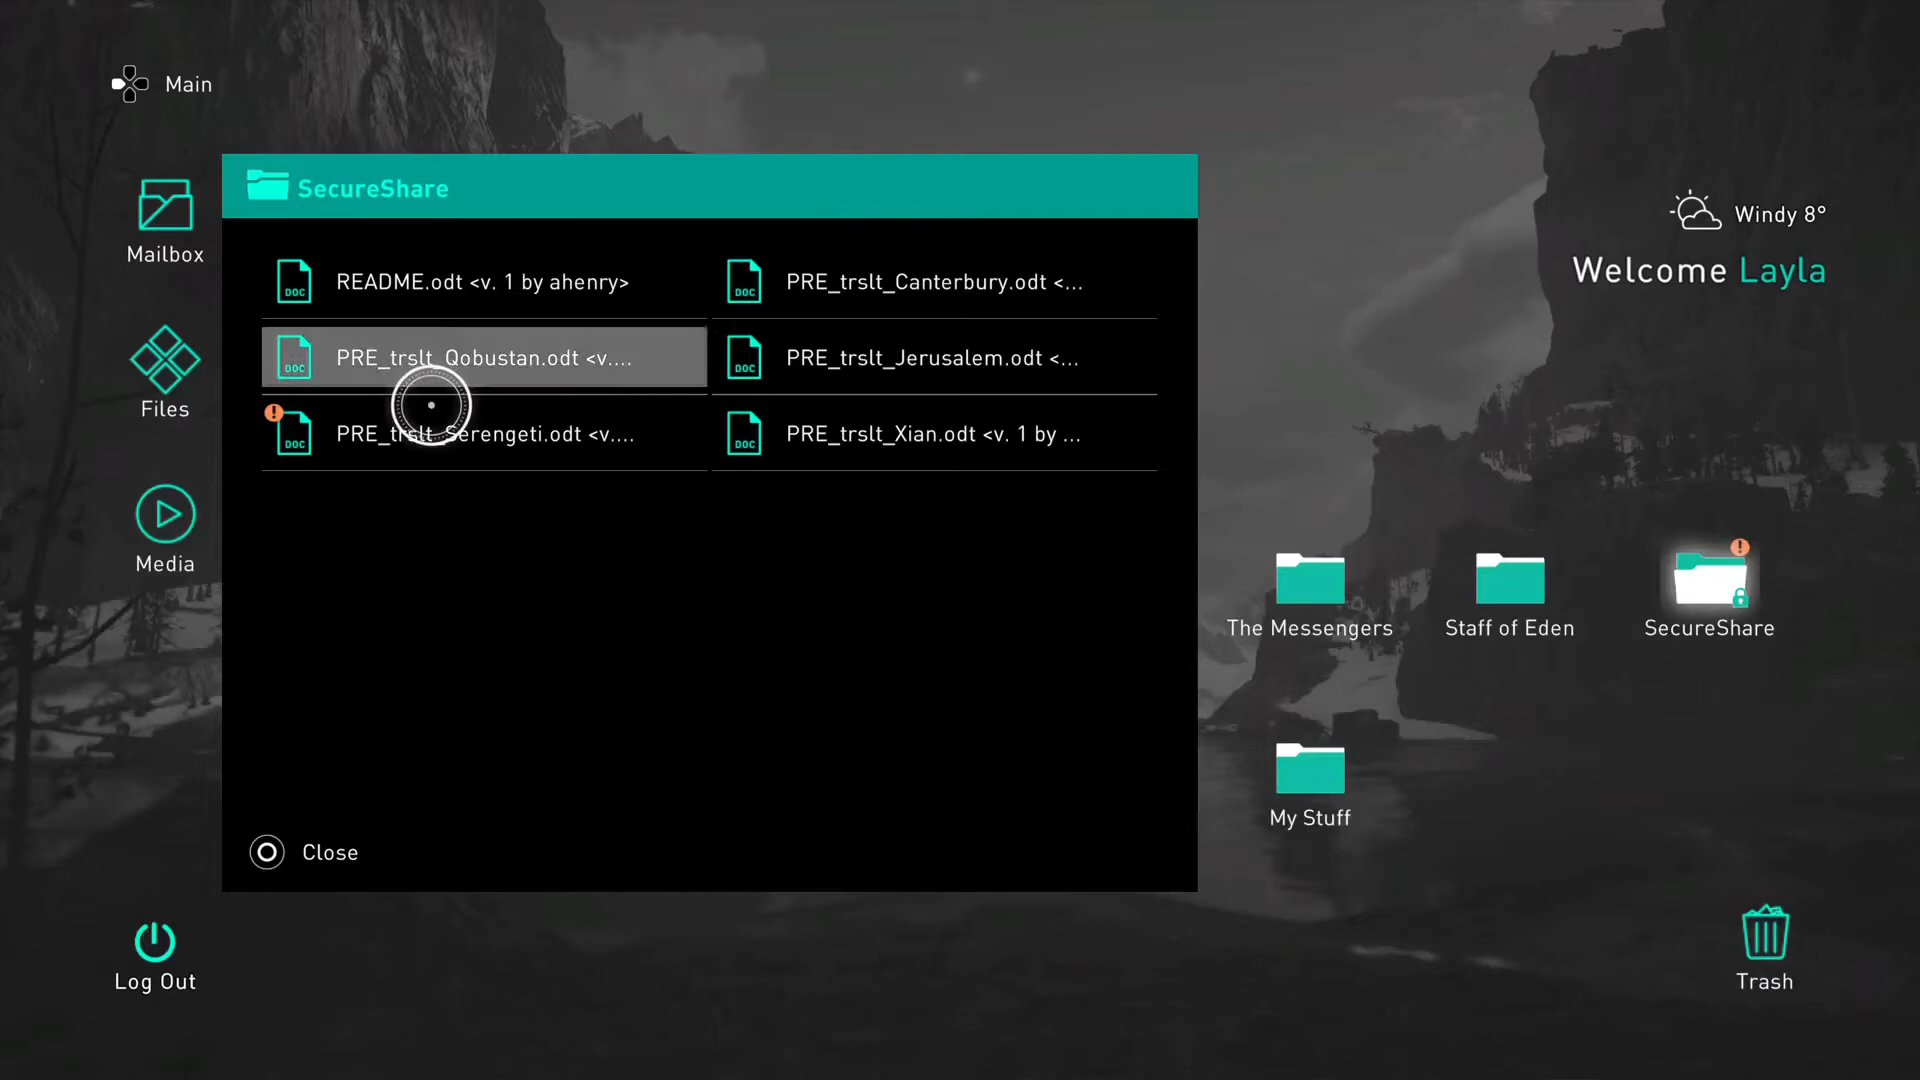 Main
Mailbox
Files
Media
Log Out
SecureShare
README.odt <v. 1 by ahenry>
PRE_trslt_Canterbury.odt <...
PRE_trslt_Qobustan.odt <v....
PRE_trslt_Jerusalem.odt <...
PRE_trslt_Serengeti.odt <v....
PRE_trslt_Xian.odt <v. 1 by ...
DOC
DOC
DOC
DOC
DOC
DOC
Close
Windy 8°
Welcome Layla
The Messengers
Staff of Eden
SecureShare
My Stuff
Trash